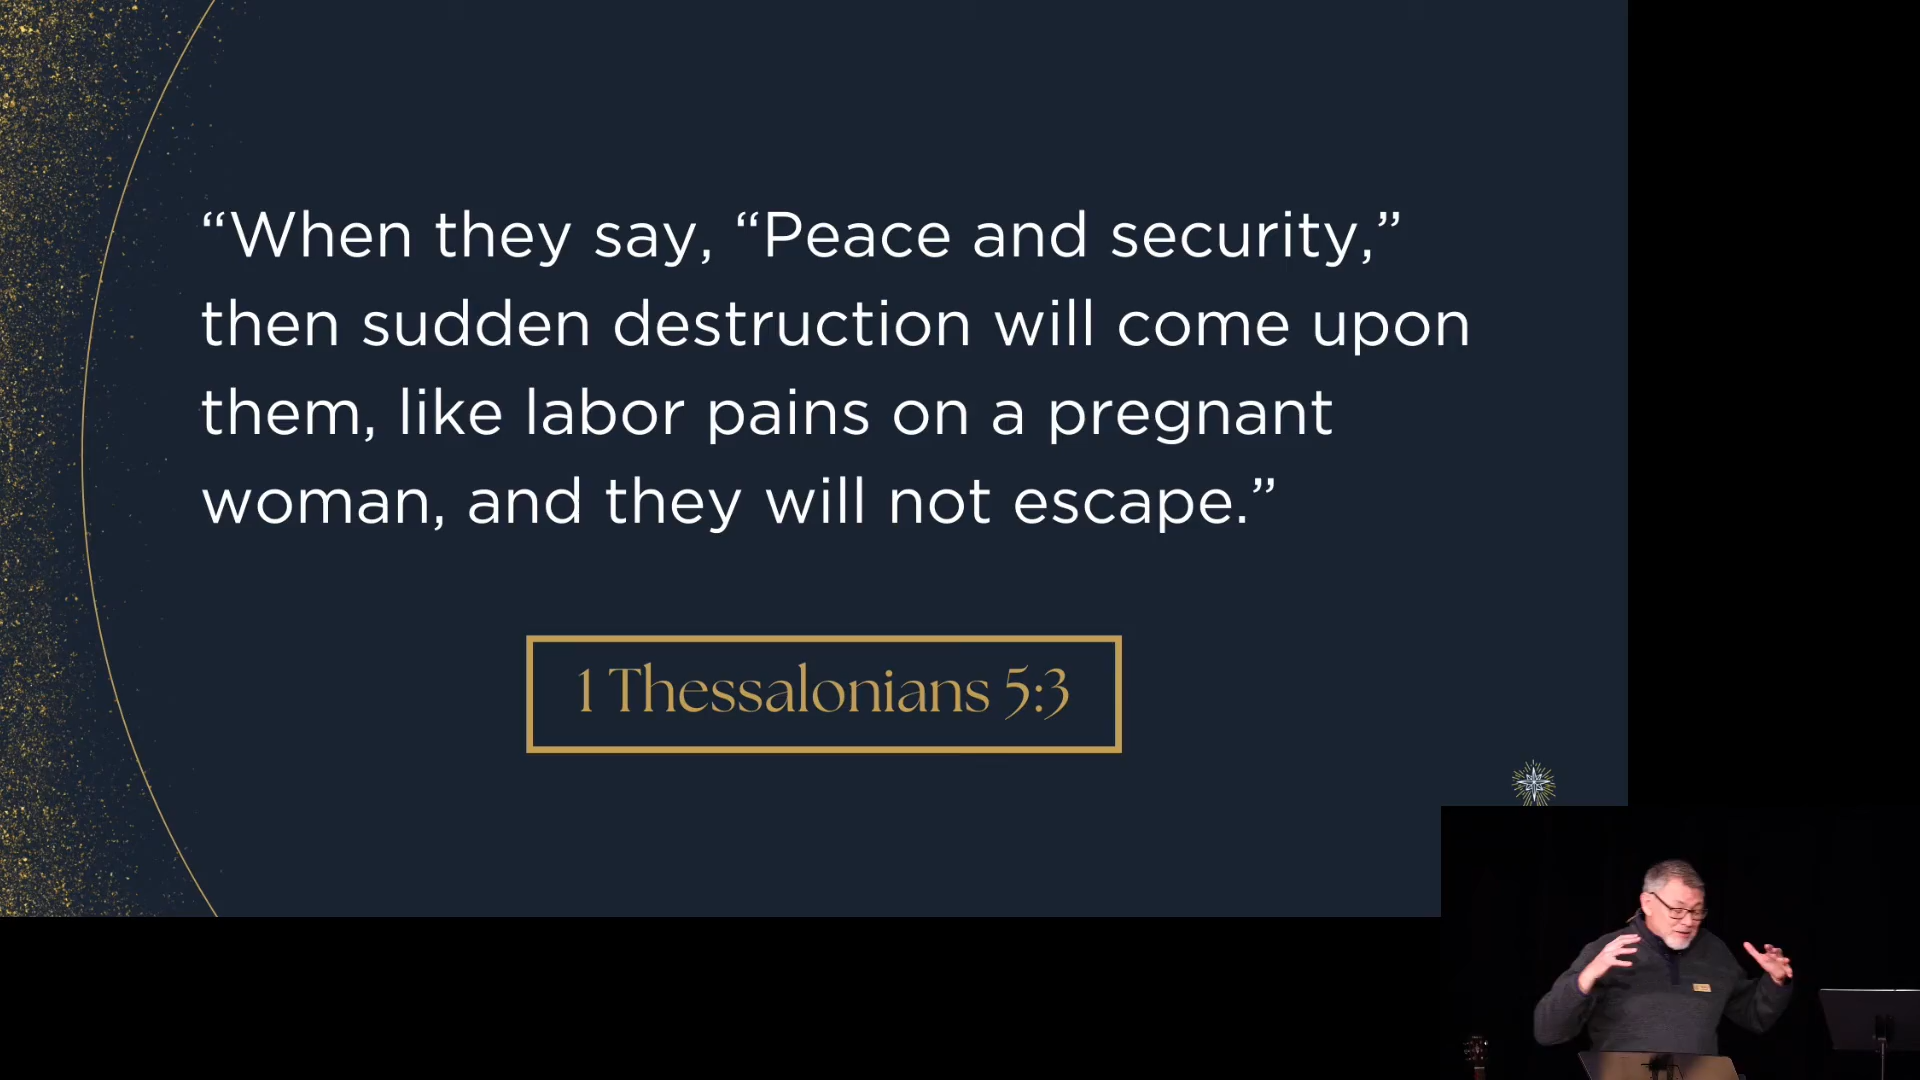 “When they say, “Peace and security,”
then sudden destruction will come upon
them, like labor pains on a pregnant
woman, and they will not escape.”
1 Thessalonians 5:3